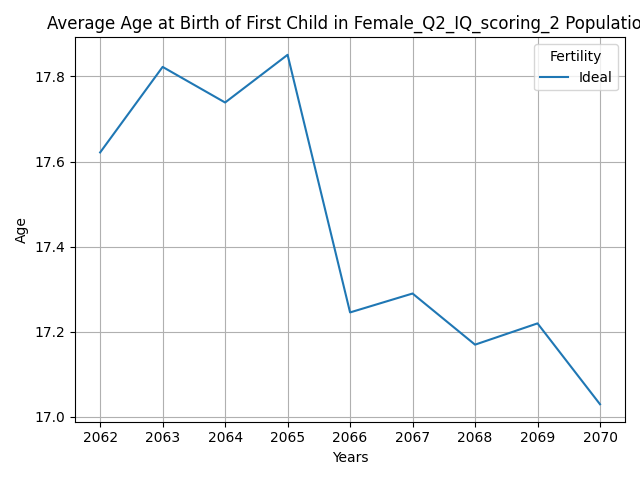 Average Age at Birth of First Child in Female_Q2_IQ_scoring_2 Populatio
Fertility
Ideal
17.8
17.6
17.4
17.2
17.0
Age
2062 2063 2064 2065 2066 2067 2068 2069 2070
Years